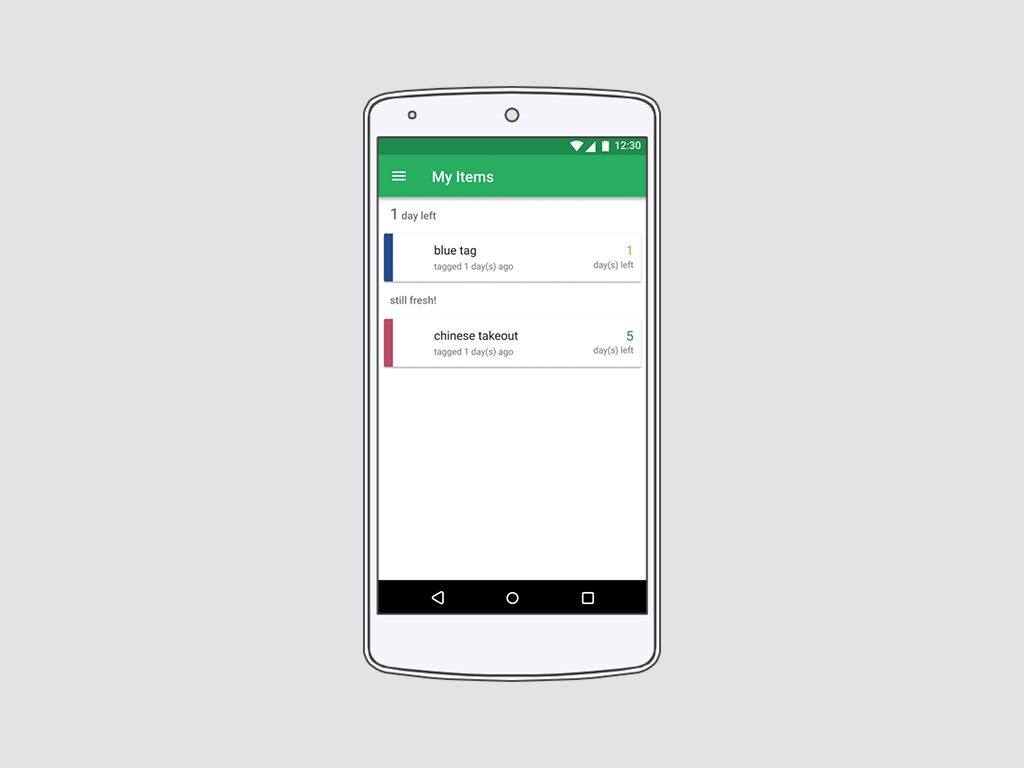 12:30
My Items
1 day left
blue tag
1
tagged 1 day(s) ago
day(s) left
still fresh!
chinese takeout
5
tagged 1 day(s) ago
day(s) left